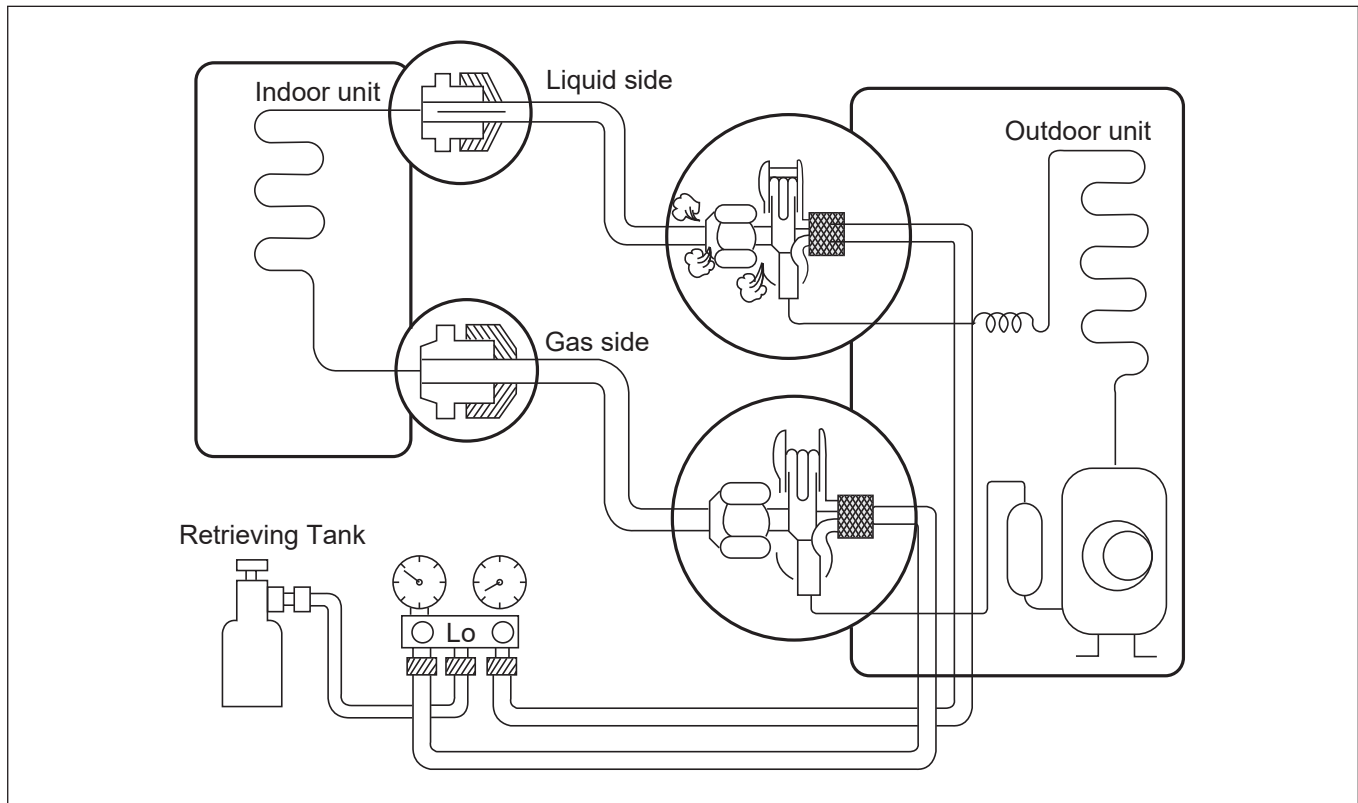 Indoor unit
Liquid side
Outdoor unit
Gas side
Retrieving Tank
Lo